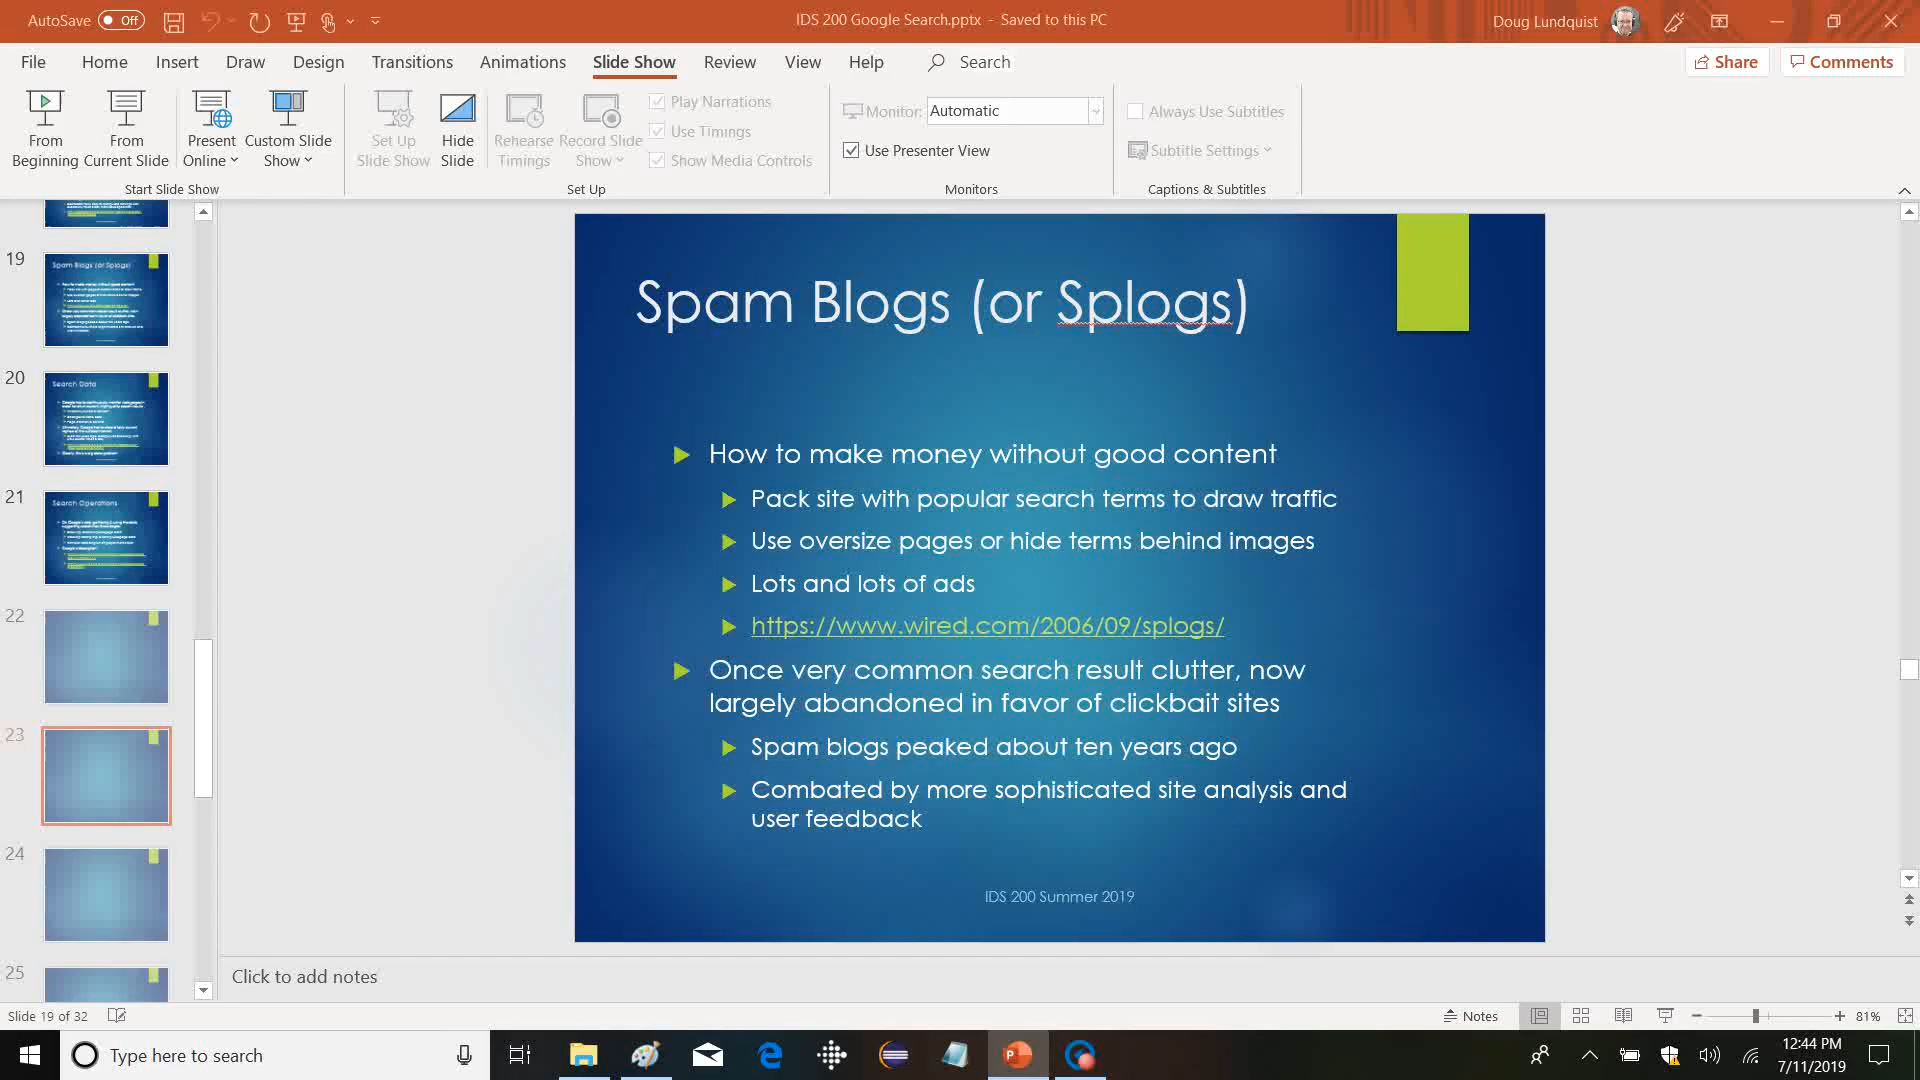 AutoSave Off
IDS 200 Google Search.pptx - Saved to this PC
Doug Lundquist
File Home Insert Draw Design Transitions Animations Slide Show Review View Help Search Share Comments
From Beginning
From Current Slide
Present Online
Custom Slide Show
Start Slide Show
Set Up Slide Show
Hide Slide
Rehearse Timings
Record Slide Show
Play Narrations
Use Timings
Show Media Controls
Set Up
Monitor: Automatic
Use Presenter View
Monitors
Always Use Subtitles
Subtitle Settings
Captions & Subtitles
19
Spam Blogs (or Splogs)
20
Search Data
21
Search Operations
22
23
24
25
Spam Blogs (or Splogs)
How to make money without good content
Pack site with popular search terms to draw traffic
Use oversize pages or hide terms behind images
Lots and lots of ads
https://www.wired.com/2006/09/splogs/
Once very common search result clutter, now
largely abandoned in favor of clickbait sites
Spam blogs peaked about ten years ago
Combated by more sophisticated site analysis and
user feedback
IDS 200 Summer 2019
Click to add notes
Slide 19 of 32
Notes
81%
Type here to search
12:44 PM
7/11/2019